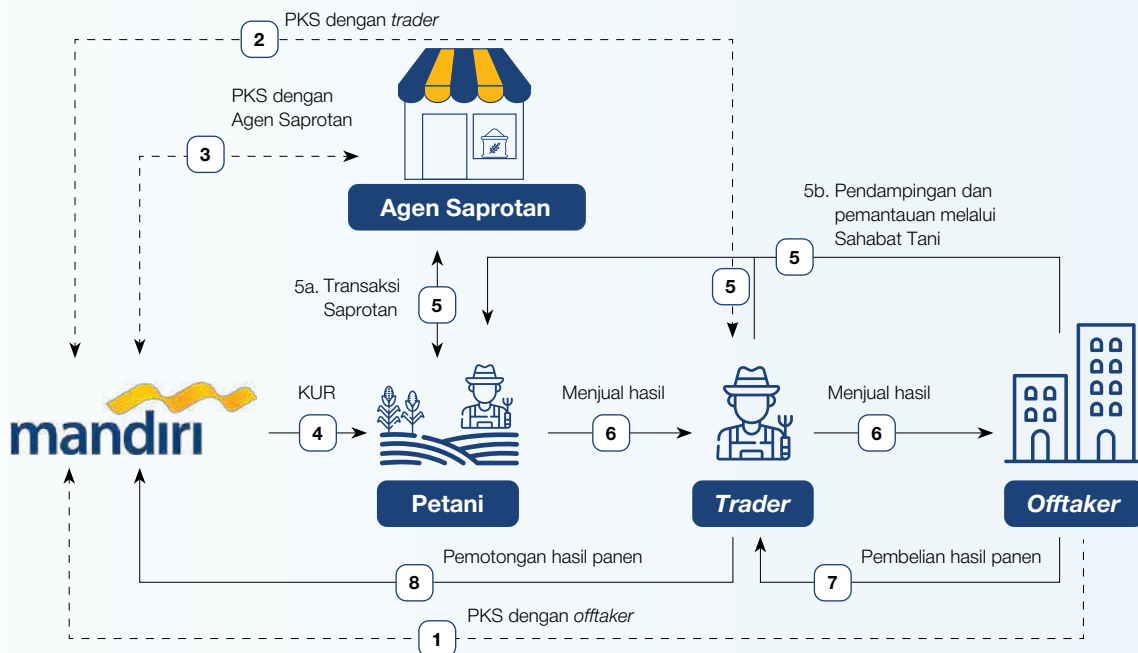 PKS dengan trader
2
PKS dengan
Agen Saprotan
3
Agen Saprotan
5b. Pendampingan dan
pemantauan melalui
Sahabat Tani
5
5a. Transaksi
Saprotan
5
5
mandiri
KUR
4
Menjual hasil
6
Menjual hasil
6
Petani
Trader
Offtaker
Pemotongan hasil panen
8
Pembelian hasil panen
7
PKS dengan offtaker
1